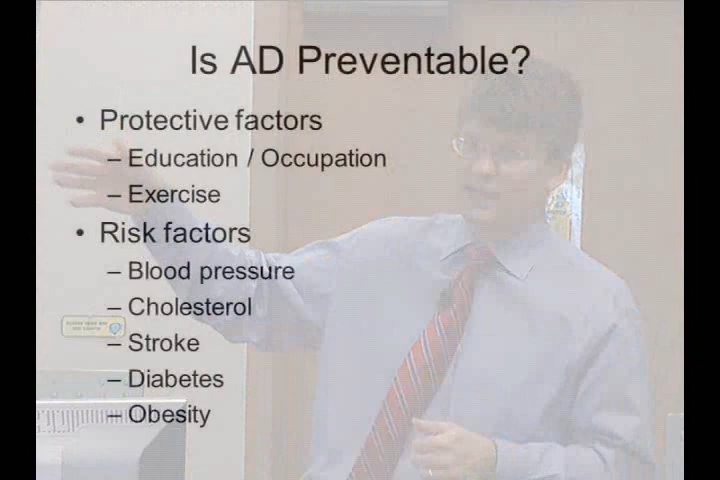 Is AD Preventable?
• Protective factors
– Education / Occupation
– Exercise
• Risk factors
– Blood pressure
– Cholesterol
– Stroke
– Diabetes
– Obesity